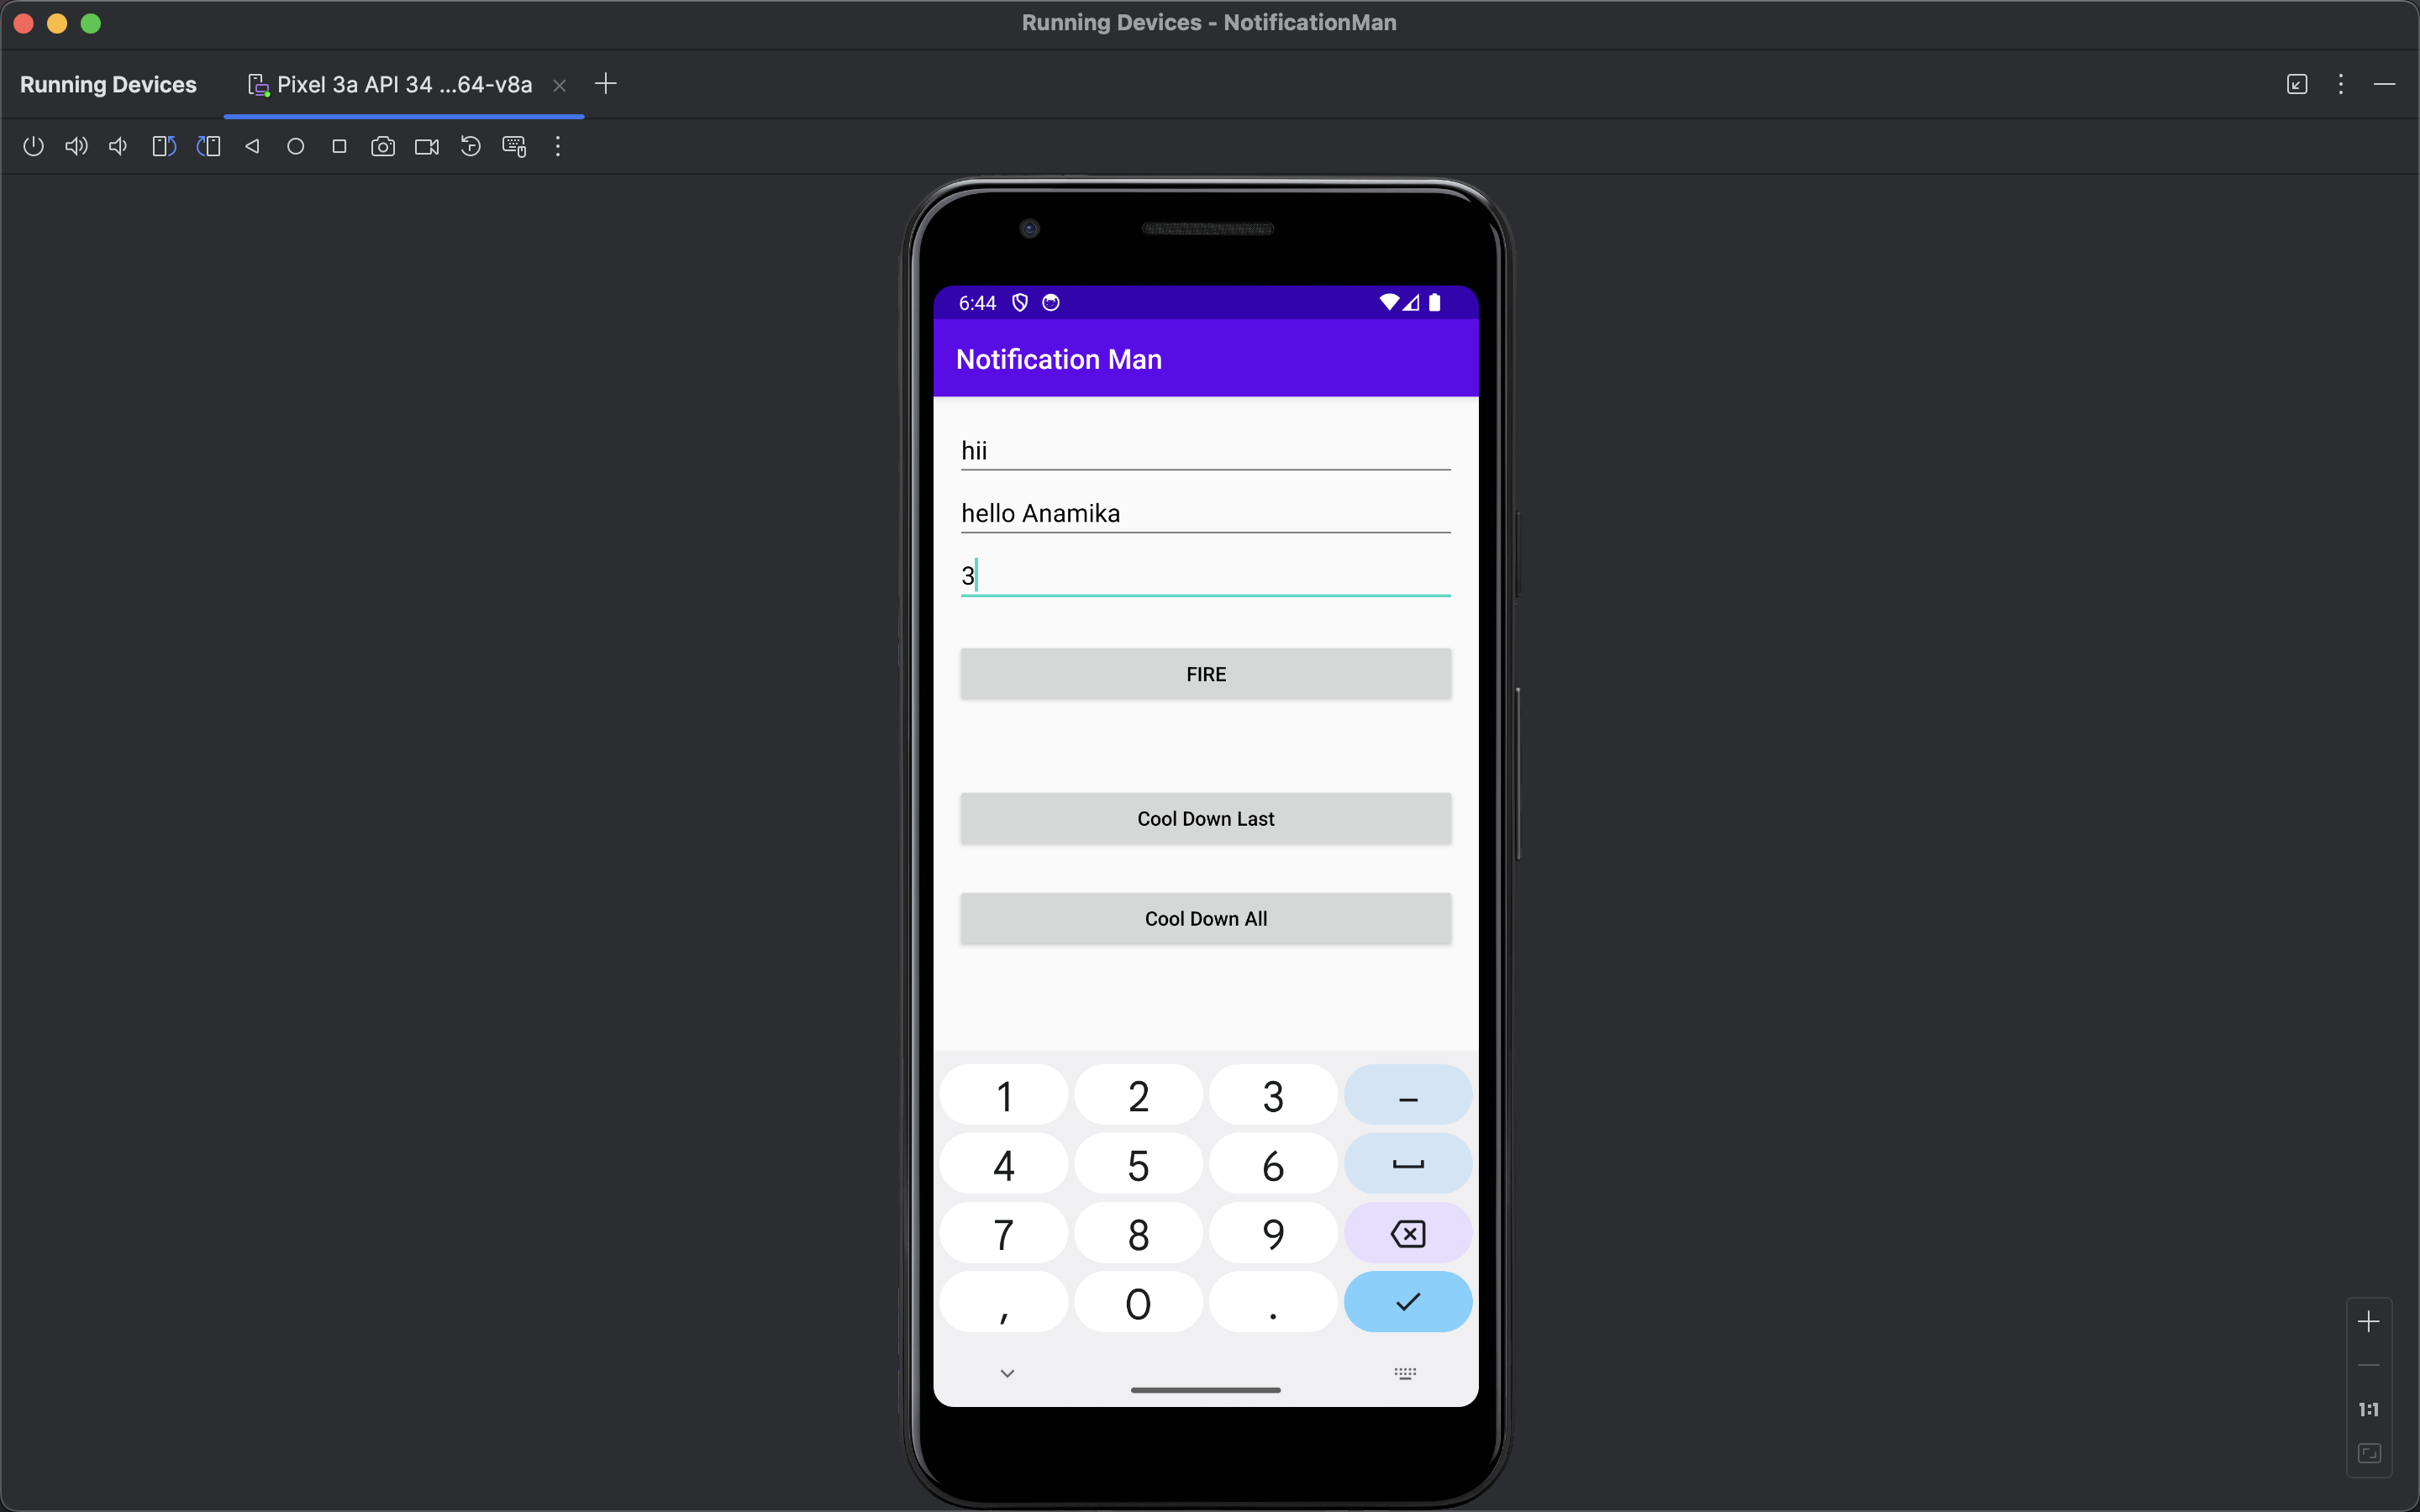 Running Devices - NotificationMan
Running Devices
Pixel 3a API 34 ...64-v8a
6:44
Notification Man
hii
hello Anamika
3
FIRE
Cool Down Last
Cool Down All
1 2 3 –
4 5 6
7 8 9
, 0 .
1:1